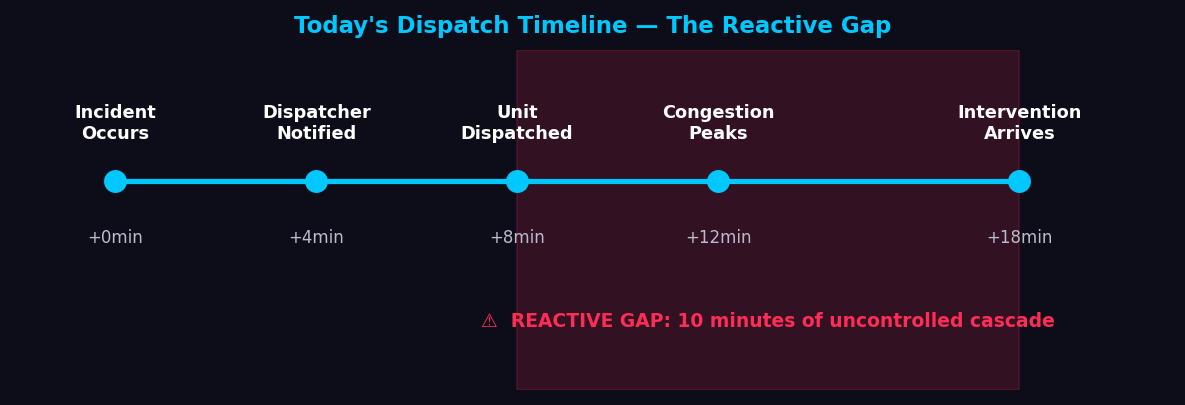 Today's Dispatch Timeline — The Reactive Gap
Incident
Occurs
Dispatcher
Notified
Unit
Dispatched
Congestion
Peaks
Intervention
Arrives
+0min
+4min
+8min
+12min
+18min
⚠ REACTIVE GAP: 10 minutes of uncontrolled cascade